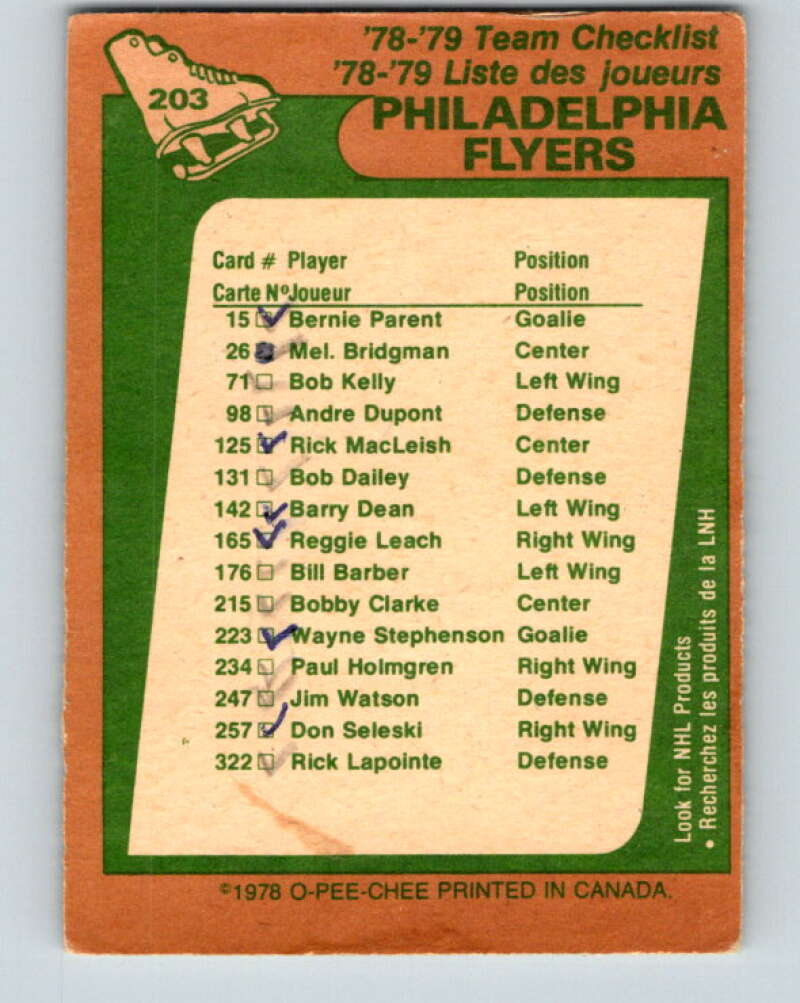 203
'78-'79 Team Checklist
'78-'79 Liste des joueurs
PHILADELPHIA
FLYERS
Card # Player Position
Carte Nº Joueur Position
15 Bernie Parent Goalie
26 Mel. Bridgman Center
71 Bob Kelly Left Wing
98 Andre Dupont Defense
125 Rick MacLeish Center
131 Bob Dailey Defense
142 Barry Dean Left Wing
165 Reggie Leach Right Wing
176 Bill Barber Left Wing
215 Bobby Clarke Center
223 Wayne Stephenson Goalie
234 Paul Holmgren Right Wing
247 Jim Watson Defense
257 Don Seleski Right Wing
322 Rick Lapointe Defense
Look for NHL Products
• Recherchez les produits de la LNH
©1978 O-PEE-CHEE PRINTED IN CANADA.